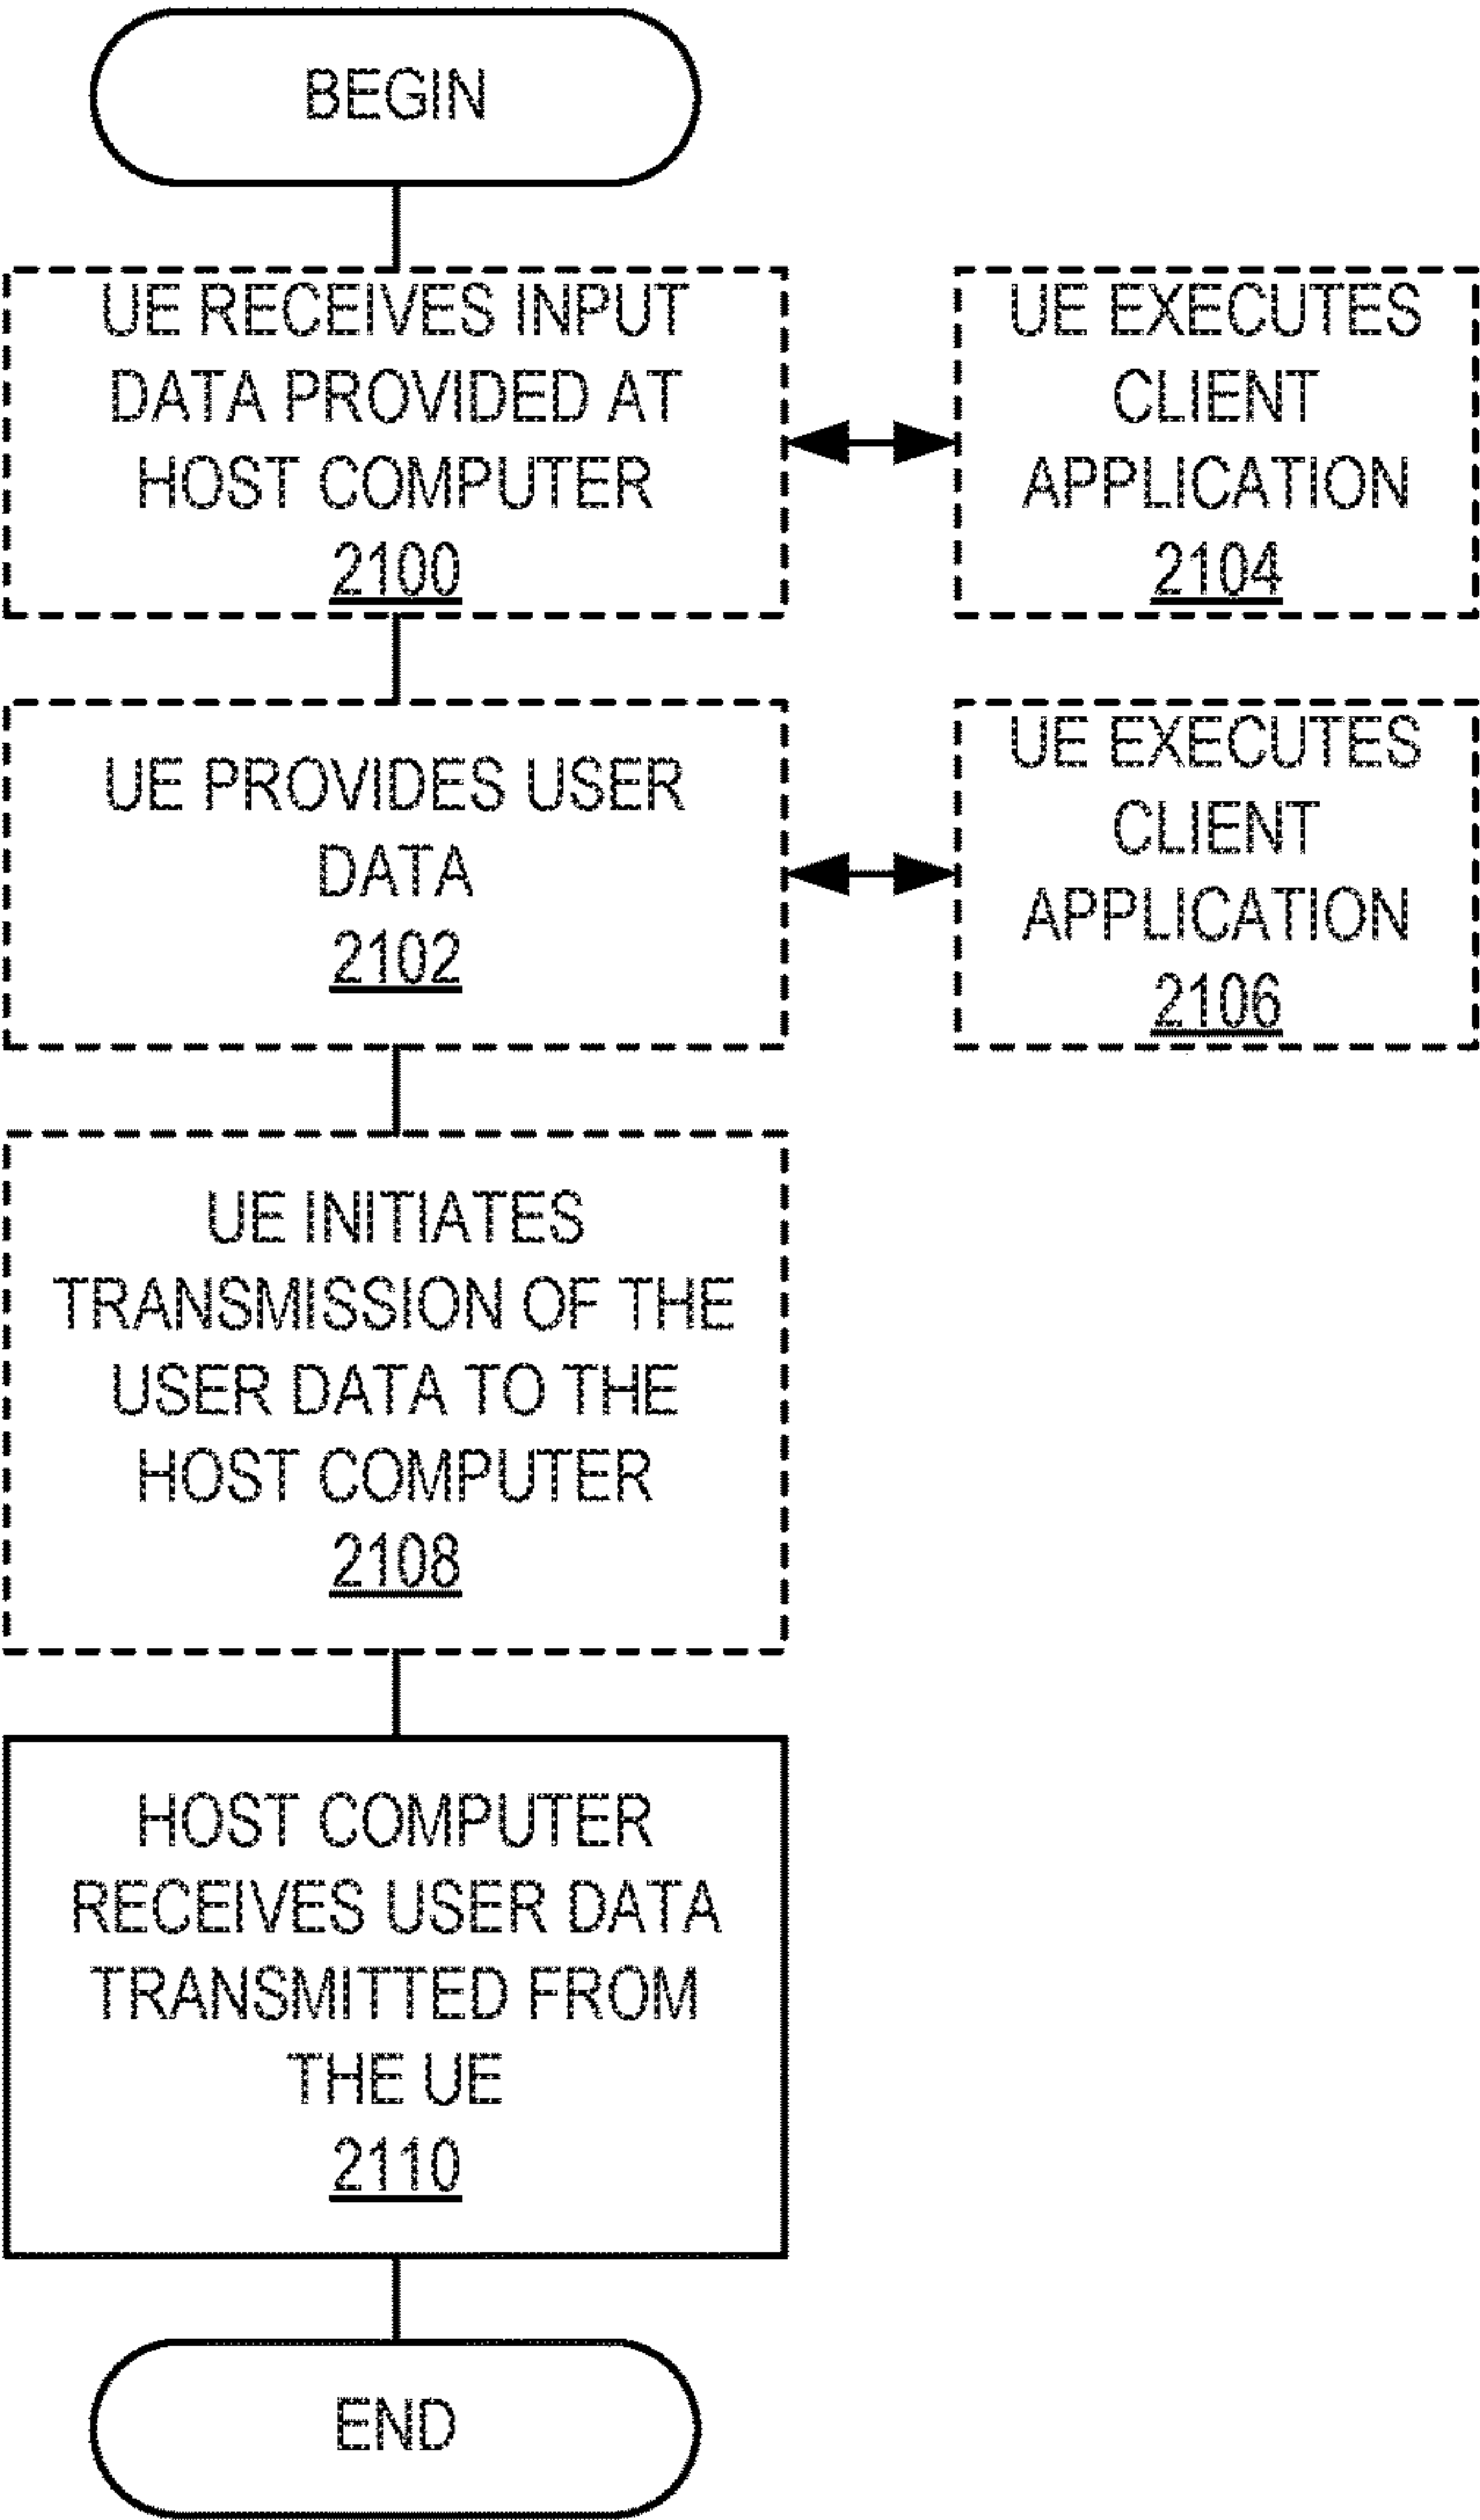 BEGIN
UE RECEIVES INPUT
DATA PROVIDED AT
HOST COMPUTER
2100
UE EXECUTES
CLIENT
APPLICATION
2104
UE PROVIDES USER
DATA
2102
UE EXECUTES
CLIENT
APPLICATION
2106
UE INITIATES
TRANSMISSION OF THE
USER DATA TO THE
HOST COMPUTER
2108
HOST COMPUTER
RECEIVES USER DATA
TRANSMITTED FROM
THE UE
2110
END